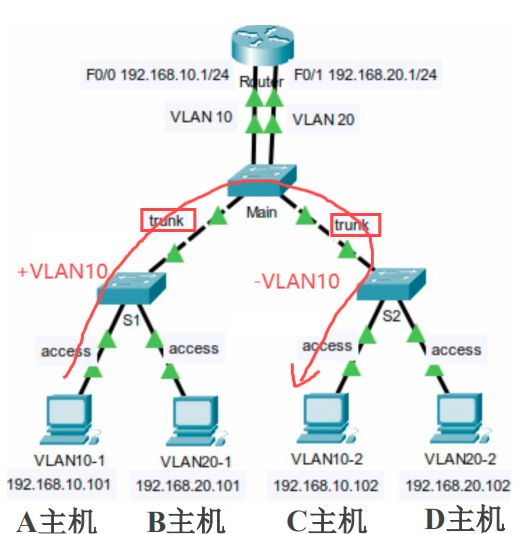 F0/0 192.168.10.1/24
Router
F0/1 192.168.20.1/24
VLAN 10
VLAN 20
Main
trunk
trunk
+VLAN10
-VLAN10
S1
S2
access
access
access
access
VLAN10-1
VLAN20-1
VLAN10-2
VLAN20-2
192.168.10.101
192.168.20.101
192.168.10.102
192.168.20.102
A主机
B主机
C主机
D主机